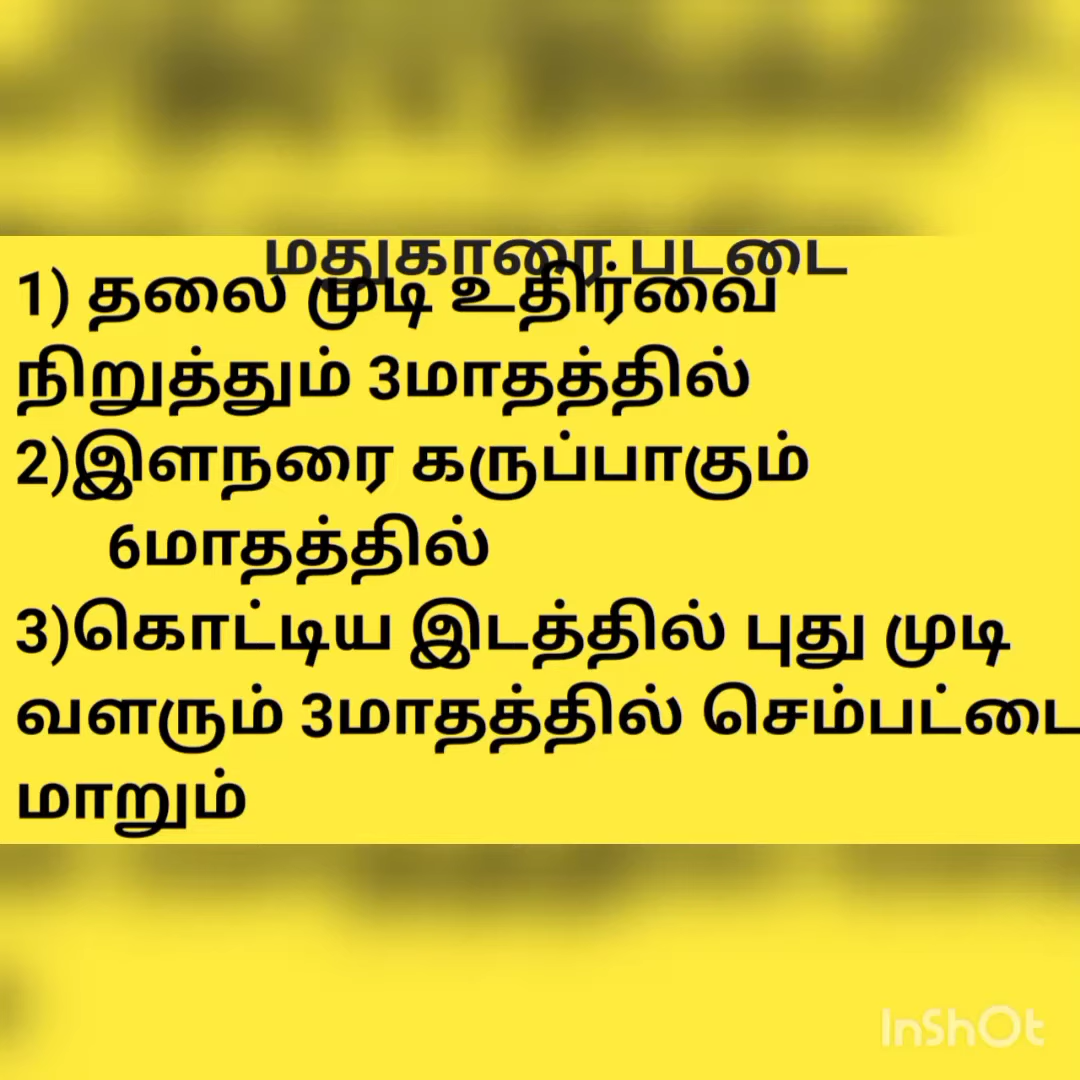 மதுகாரை பட்டை
1) தலை முடி உதிர்வை
நிறுத்தும் 3மாதத்தில்
2)இளநரை கருப்பாகும்
6மாதத்தில்
3)கொட்டிய இடத்தில் புது முடி
வளரும் 3மாதத்தில் செம்பட்டை
மாறும்
InShOt